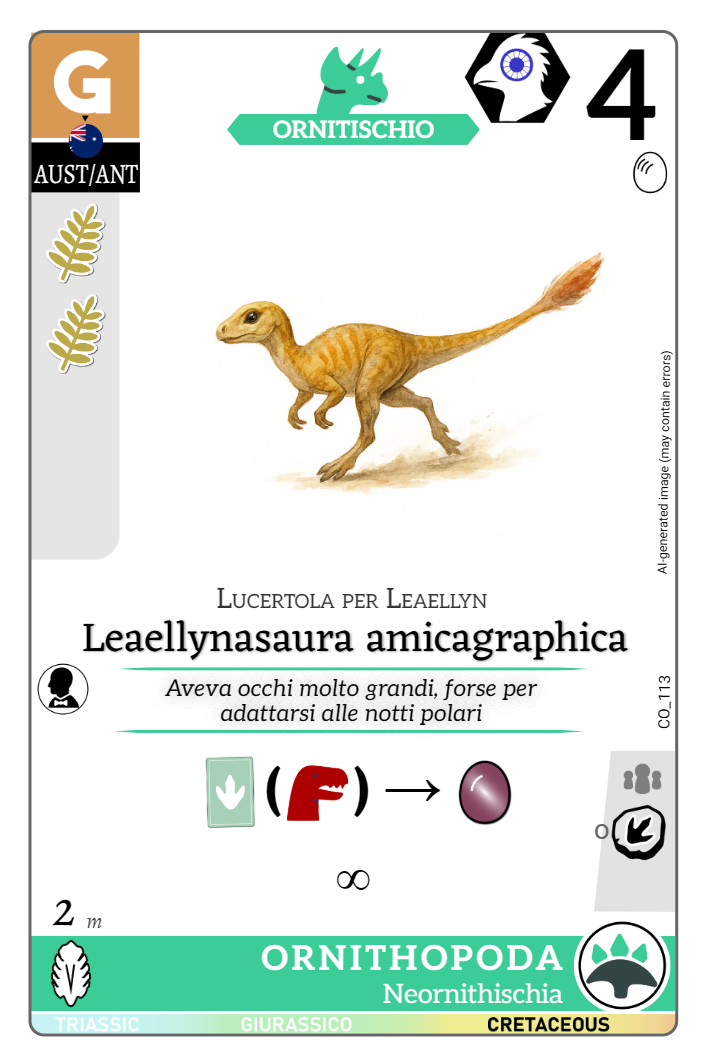 G
AUST/ANT
ORNITISCHIO
4
AI-generated image (may contain errors)
Lucertola per Leaellyn
Leaellynasaura amicagraphica
Aveva occhi molto grandi, forse per
adattarsi alle notti polari
CO_113
( ) →
o
∞
2 m
ORNITHOPODA
Neornithischia
TRIASSIC
GIURASSICO
CRETACEOUS